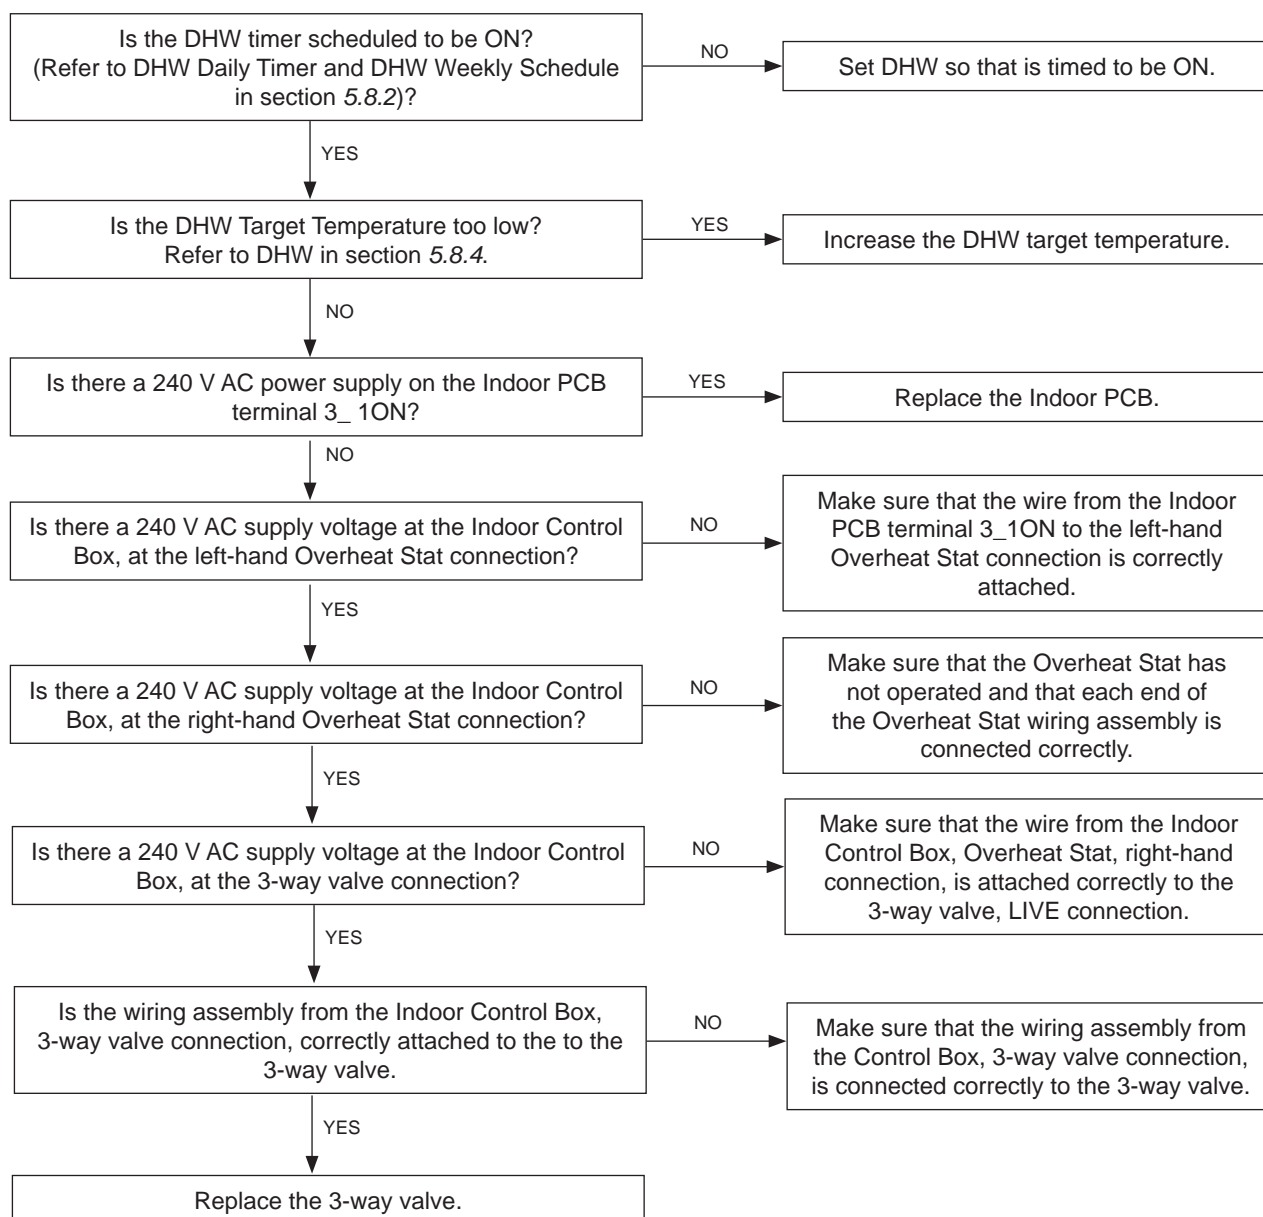 Is the DHW timer scheduled to be ON?
(Refer to DHW Daily Timer and DHW Weekly Schedule
in section 5.8.2)?
NO
Set DHW so that is timed to be ON.
YES
Is the DHW Target Temperature too low?
Refer to DHW in section 5.8.4.
YES
Increase the DHW target temperature.
NO
Is there a 240 V AC power supply on the Indoor PCB
terminal 3_ 1ON?
YES
Replace the Indoor PCB.
NO
Is there a 240 V AC supply voltage at the Indoor Control
Box, at the left-hand Overheat Stat connection?
NO
Make sure that the wire from the Indoor
PCB terminal 3_1ON to the left-hand
Overheat Stat connection is correctly
attached.
YES
Is there a 240 V AC supply voltage at the Indoor Control
Box, at the right-hand Overheat Stat connection?
NO
Make sure that the Overheat Stat has
not operated and that each end of
the Overheat Stat wiring assembly is
connected correctly.
YES
Is there a 240 V AC supply voltage at the Indoor Control
Box, at the 3-way valve connection?
NO
Make sure that the wire from the Indoor
Control Box, Overheat Stat, right-hand
connection, is attached correctly to the
3-way valve, LIVE connection.
YES
Is the wiring assembly from the Indoor Control Box,
3-way valve connection, correctly attached to the to the
3-way valve.
NO
Make sure that the wiring assembly from
the Control Box, 3-way valve connection,
is connected correctly to the 3-way valve.
YES
Replace the 3-way valve.